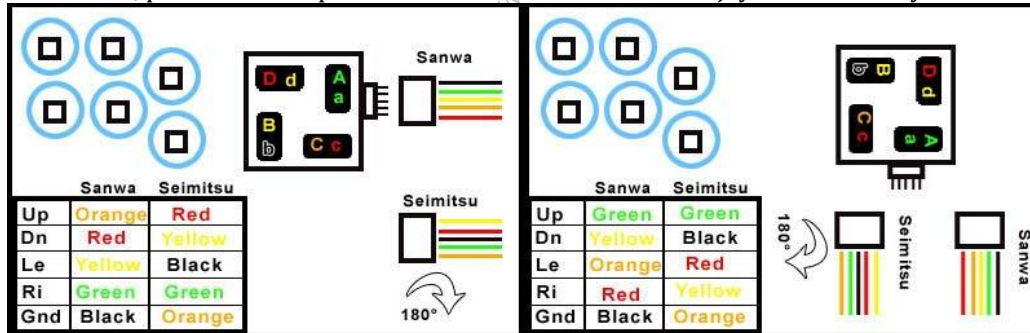 Sanwa
D d
A
a
B
b
C c
Seimitsu
180°
Sanwa Seimitsu
Up Orange Red
Dn Red Yellow
Le Yellow Black
Ri Green Green
Gnd Black Orange
b B
D
d
C
c
a A
Sanwa Seimitsu
Up Green Green
Dn Yellow Black
Le Orange Red
Ri Red Yellow
Gnd Black Orange
180°
Seimitsu
Sanwa